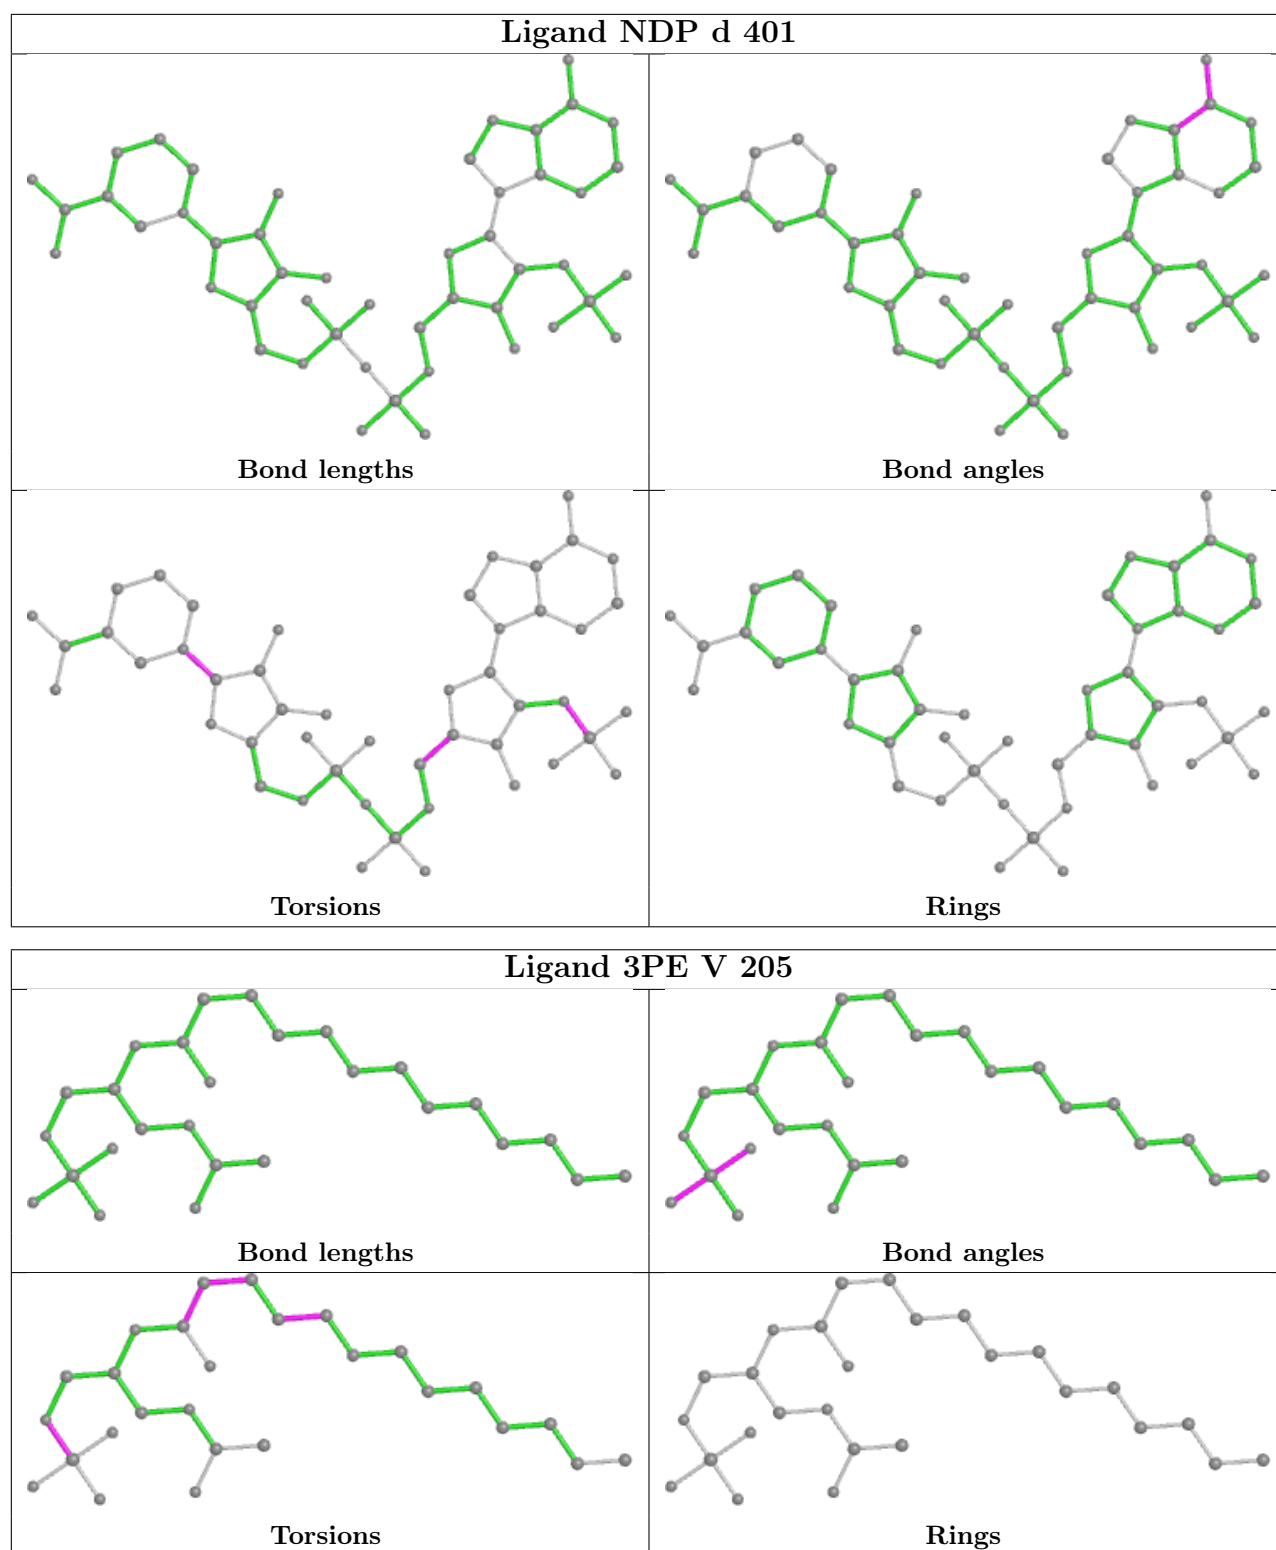 Ligand NDP d 401
Bond lengths
Bond angles
Torsions
Rings
Ligand 3PE V 205
Bond lengths
Bond angles
Torsions
Rings